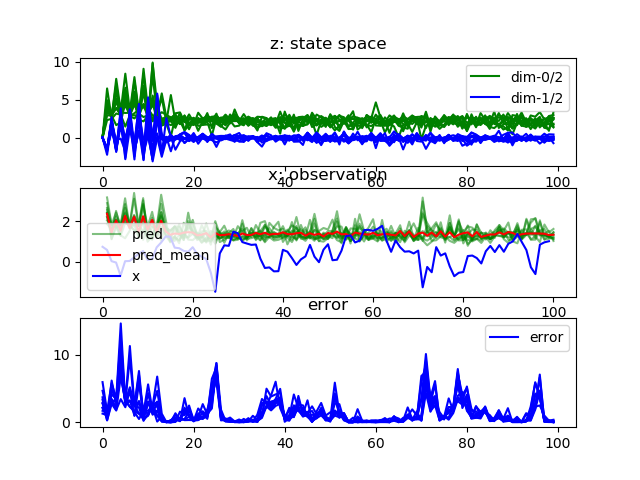 z: state space
10
5
0
dim-0/2
dim-1/2
0 20 40 60 80 100
x: observation
2
0
pred
pred_mean
x
0 20 40 60 80 100
error
10
0
error
0 20 40 60 80 100